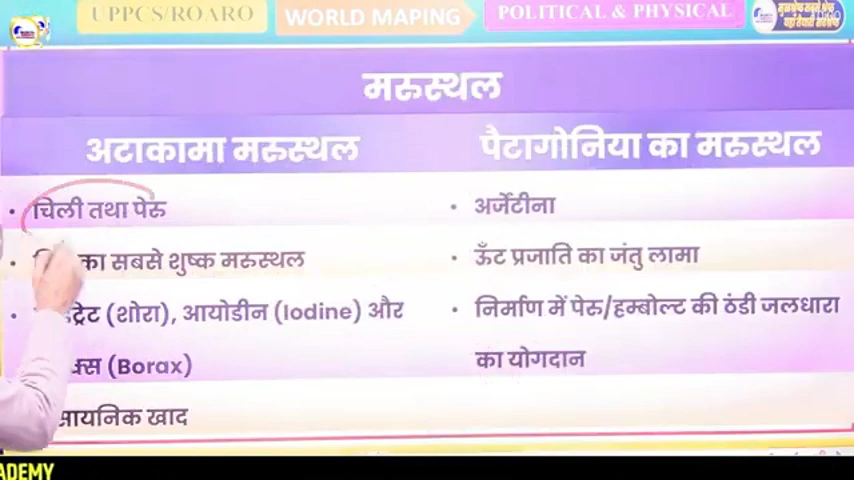 UPPCS/ROARO
WORLD MAPING
POLITICAL & PHYSICAL
मरुस्थल
अटाकामा मरुस्थल
पैटागोनिया का मरुस्थल
• चिली तथा पेरु
का सबसे शुष्क मरुस्थल
(शोरा), आयोडीन (Iodine) और
(Borax)
खाद
• अर्जेंटीना
• ऊँट प्रजाति का जंतु लामा
• निर्माण में पेरु/हम्बोल्ट की ठंडी जलधारा
का योगदान
ADEMY